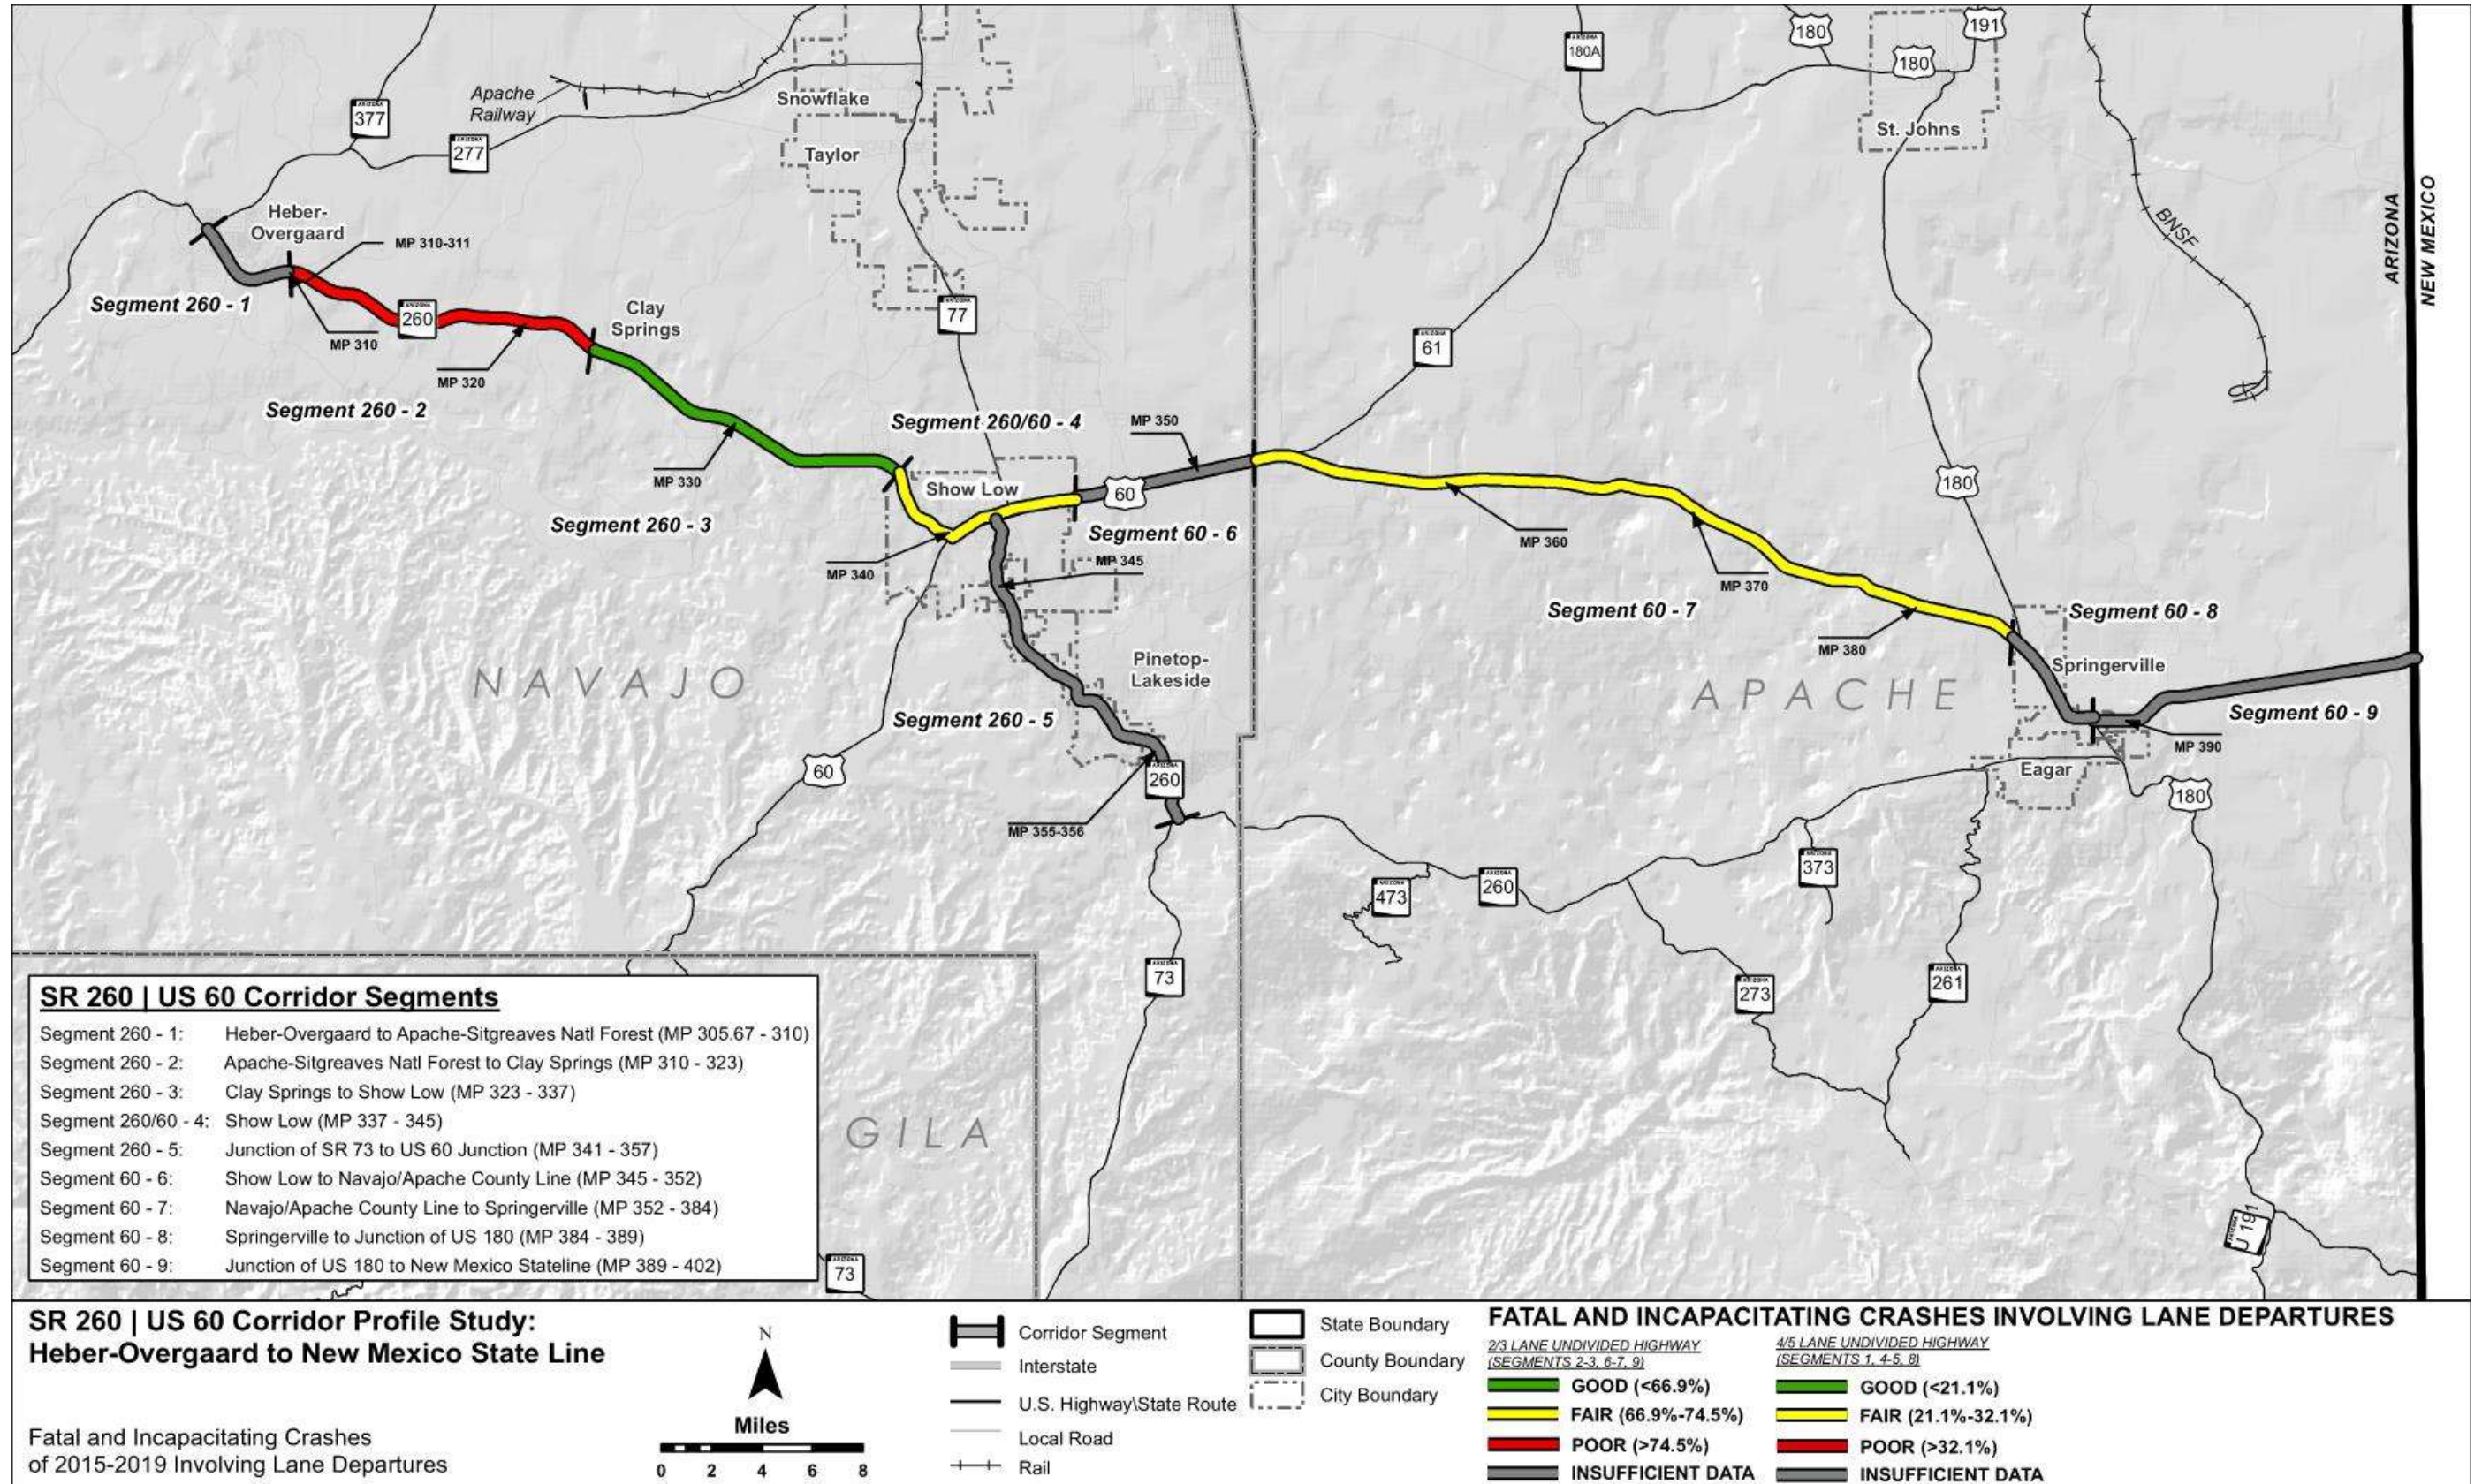 180A
180
191
180
Apache
Railway
Snowflake
377
277
Taylor
St. Johns
Heber-
Overgaard
MP 310-311
BNSF
ARIZONA
NEW MEXICO
Segment 260 - 1
MP 310
260
Clay
Springs
77
61
MP 320
Segment 260 - 2
Segment 260/60 - 4
MP 350
MP 330
Show Low
60
180
Segment 260 - 3
Segment 60 - 6
MP 360
MP 340
MP 345
MP 370
Segment 60 - 7
Segment 60 - 8
MP 380
NAVAJO
Pinetop-
Lakeside
APACHE
Springerville
Segment 260 - 5
Segment 60 - 9
MP 390
60
260
Eagar
180
MP 355-356
373
473
260
73
273
261
GILA
U 191
73
SR 260 | US 60 Corridor Segments
Segment 260 - 1: Heber-Overgaard to Apache-Sitgreaves Natl Forest (MP 305.67 - 310)
Segment 260 - 2: Apache-Sitgreaves Natl Forest to Clay Springs (MP 310 - 323)
Segment 260 - 3: Clay Springs to Show Low (MP 323 - 337)
Segment 260/60 - 4: Show Low (MP 337 - 345)
Segment 260 - 5: Junction of SR 73 to US 60 Junction (MP 341 - 357)
Segment 60 - 6: Show Low to Navajo/Apache County Line (MP 345 - 352)
Segment 60 - 7: Navajo/Apache County Line to Springerville (MP 352 - 384)
Segment 60 - 8: Springerville to Junction of US 180 (MP 384 - 389)
Segment 60 - 9: Junction of US 180 to New Mexico Stateline (MP 389 - 402)
SR 260 | US 60 Corridor Profile Study:
Heber-Overgaard to New Mexico State Line
Fatal and Incapacitating Crashes
of 2015-2019 Involving Lane Departures
N
Miles
0 2 4 6 8
Corridor Segment
Interstate
U.S. Highway\State Route
Local Road
Rail
State Boundary
County Boundary
City Boundary
FATAL AND INCAPACITATING CRASHES INVOLVING LANE DEPARTURES
2/3 LANE UNDIVIDED HIGHWAY
(SEGMENTS 2-3, 6-7, 9)
GOOD (<66.9%)
FAIR (66.9%-74.5%)
POOR (>74.5%)
INSUFFICIENT DATA
4/5 LANE UNDIVIDED HIGHWAY
(SEGMENTS 1, 4-5, 8)
GOOD (<21.1%)
FAIR (21.1%-32.1%)
POOR (>32.1%)
INSUFFICIENT DATA